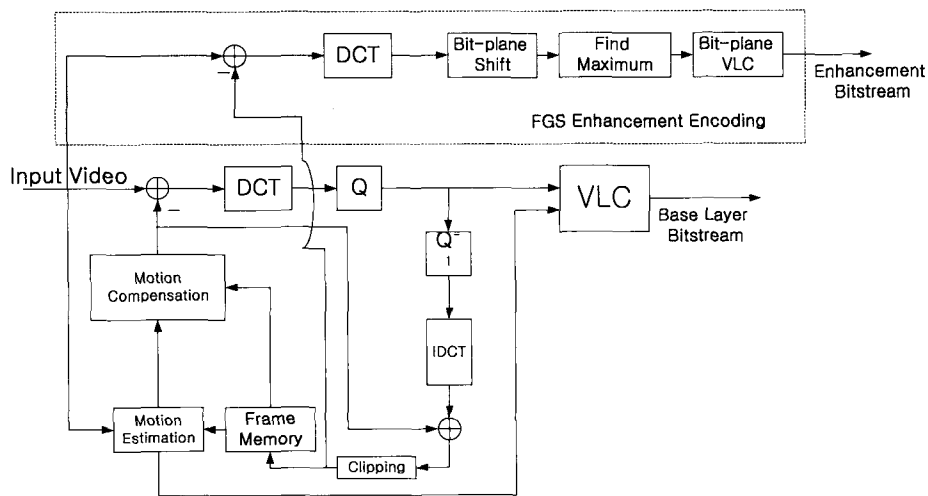 DCT
Bit-plane
Shift
Find
Maximum
Bit-plane
VLC
Enhancement
Bitstream
FGS Enhancement Encoding
Input Video
DCT
Q
VLC
Base Layer
Bitstream
Q⁻
1
Motion
Compensation
IDCT
Motion
Estimation
Frame
Memory
Clipping